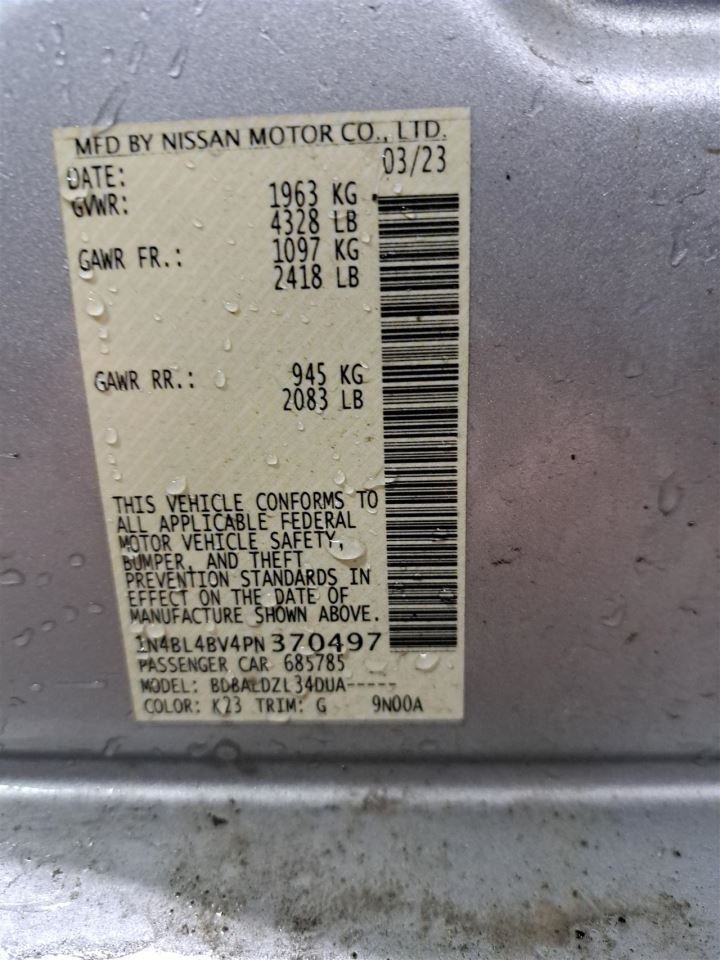 MFD BY NISSAN MOTOR CO., LTD.
DATE: 03/23
GVWR: 1963 KG
4328 LB
GAWR FR.: 1097 KG
2418 LB
GAWR RR.: 945 KG
2083 LB
THIS VEHICLE CONFORMS TO
ALL APPLICABLE FEDERAL
MOTOR VEHICLE SAFETY,
BUMPER, AND THEFT
PREVENTION STANDARDS IN
EFFECT ON THE DATE OF
MANUFACTURE SHOWN ABOVE.
1N4BL4BV4PN370497
PASSENGER CAR 685785
MODEL: BDBALDZL34DUA-----
COLOR: K23 TRIM: G 9N00A